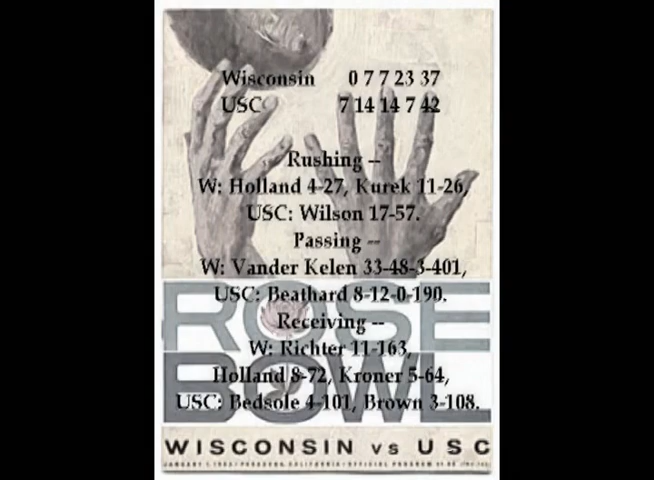 Wisconsin 0 7 7 23 37
USC 7 14 14 7 42
Rushing --
W: Holland 4-27, Kurek 11-26,
USC: Wilson 17-57.
Passing --
W: Vander Kelen 33-48-3-401,
USC: Beathard 8-12-0-190.
Receiving --
W: Richter 11-163,
Holland 8-72, Kroner 5-64,
USC: Bedsole 4-101, Brown 3-108.
ROSE
BOWL
WISCONSIN VS USC